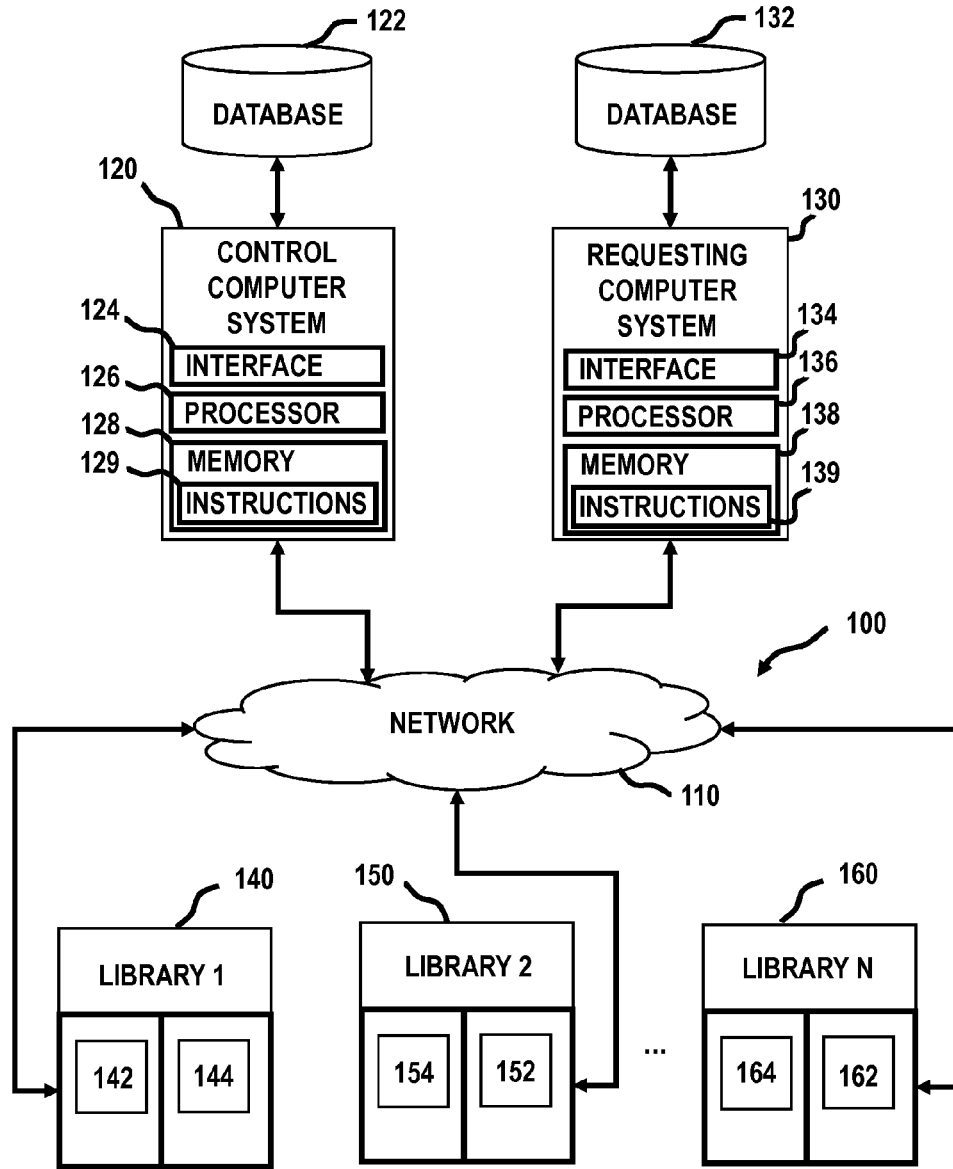 122
132
DATABASE
DATABASE
120
130
CONTROL
COMPUTER
SYSTEM
REQUESTING
COMPUTER
SYSTEM
124
INTERFACE
126
PROCESSOR
128
MEMORY
129
INSTRUCTIONS
134
INTERFACE
136
PROCESSOR
138
MEMORY
139
INSTRUCTIONS
100
NETWORK
110
140
150
160
LIBRARY 1
LIBRARY 2
LIBRARY N
142
144
154
152
...
164
162